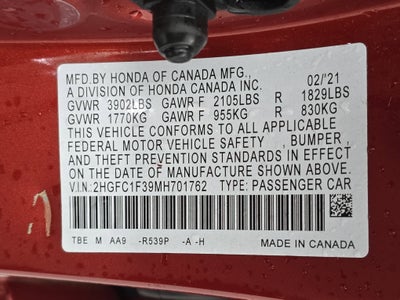 MFD.BY HONDA OF CANADA MFG.,
A DIVISION OF HONDA CANADA INC. 02/'21
GVWR 3902LBS GAWR F 2105LBS R 1829LBS
GVWR 1770KG GAWR F 955KG R 830KG
THIS VEHICLE CONFORMS TO ALL APPLICABLE
FEDERAL MOTOR VEHICLE SAFETY , BUMPER ,
AND THEFT PREVENTION STANDARDS IN EFFECT
ON THE DATE OF MANUFACTURE SHOWN ABOVE.
V.I.N: 2HGFC1F39MH701762 TYPE: PASSENGER CAR
TBE M AA9 -R539P -A -H MADE IN CANADA